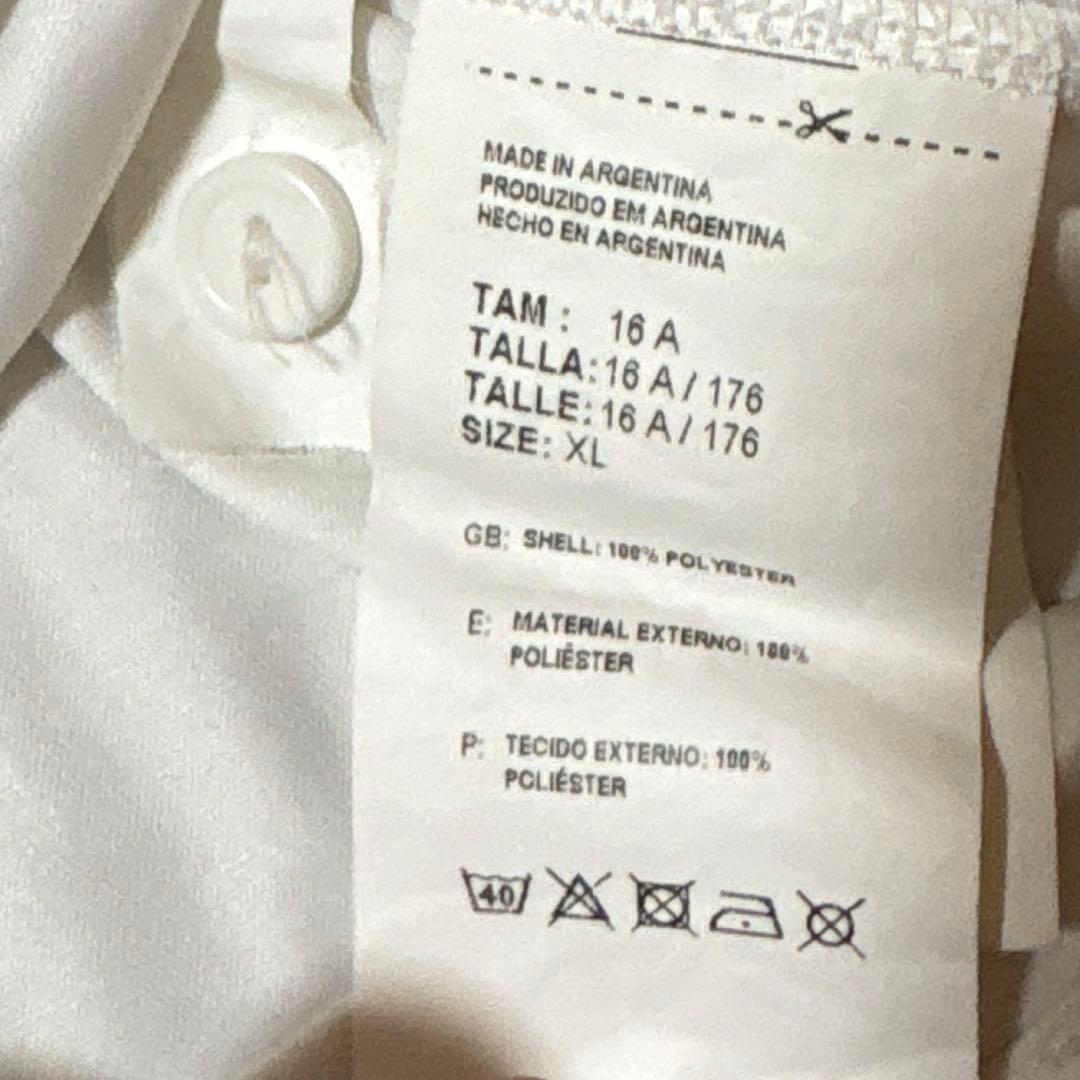 MADE IN ARGENTINA
PRODUZIDO EM ARGENTINA
HECHO EN ARGENTINA
TAM : 16 A
TALLA: 16 A / 176
TALLE: 16 A / 176
SIZE: XL
GB: SHELL: 100% POLYESTER
E: MATERIAL EXTERNO: 100%
POLIÉSTER
P: TECIDO EXTERNO: 100%
POLIÉSTER
40